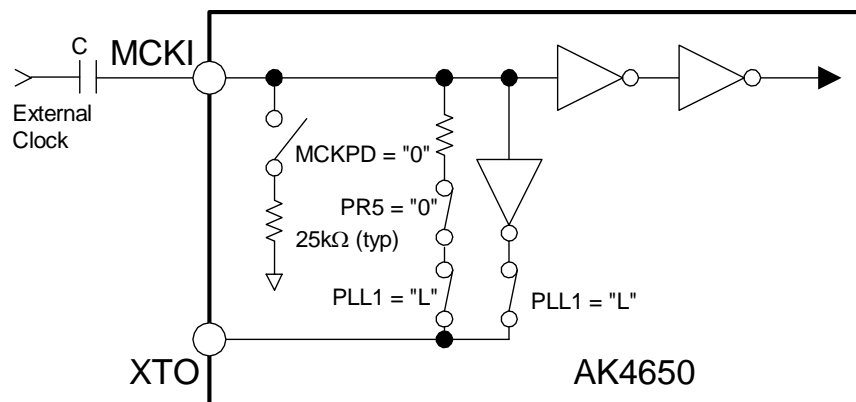 C
MCKI
External
Clock
MCKPD = "0"
PR5 = "0"
25kΩ (typ)
PLL1 = "L"
PLL1 = "L"
XTO
AK4650